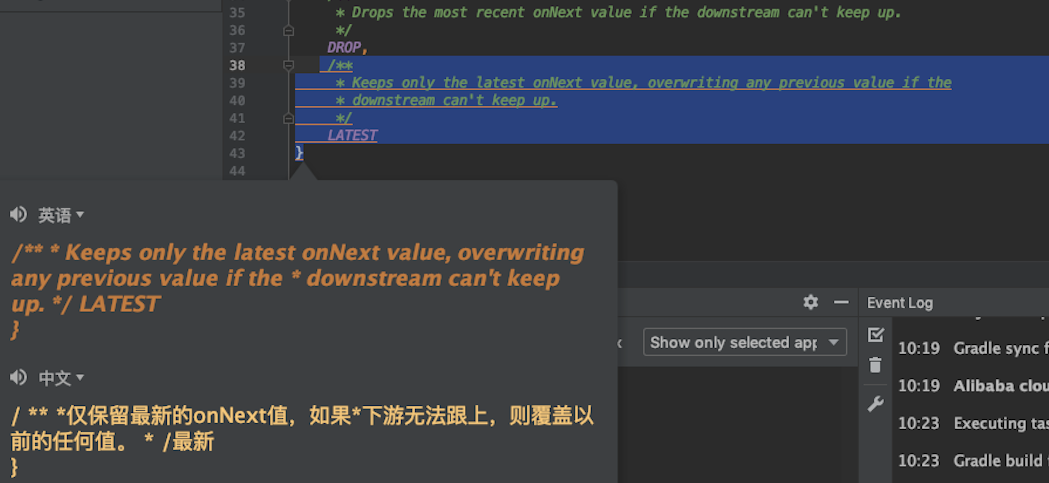 35 * Drops the most recent onNext value if the downstream can't keep up.
36 */
37 DROP,
38 /**
39 * Keeps only the latest onNext value, overwriting any previous value if the
40 * downstream can't keep up.
41 */
42 LATEST
43 }
44
英语
/** * Keeps only the latest onNext value, overwriting
any previous value if the * downstream can't keep
up. */ LATEST
}
中文
/ ** *仅保留最新的onNext值，如果*下游无法跟上，则覆盖以
前的任何值。 * /最新
}
Show only selected app
Event Log
10:19 Gradle sync f
10:19 Alibaba clou
10:23 Executing tas
10:23 Gradle build